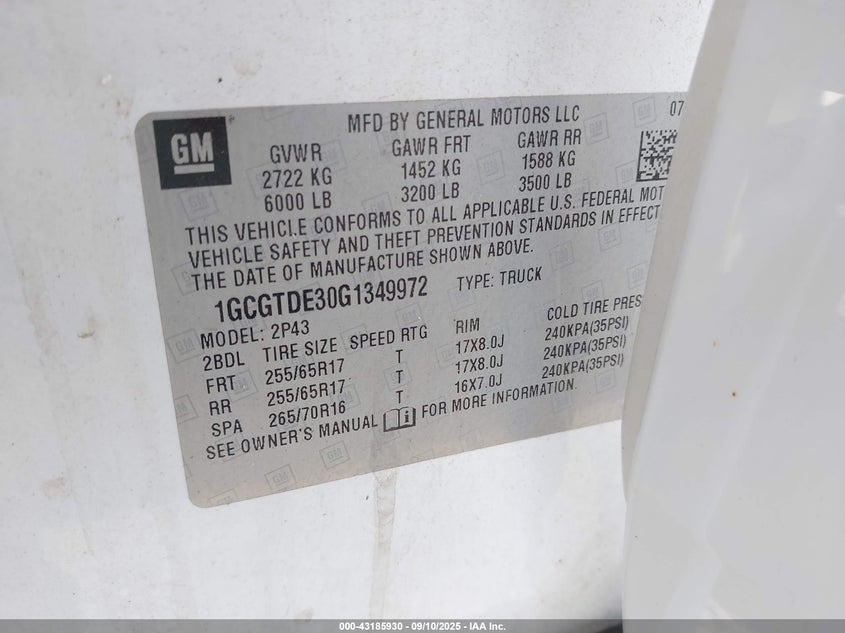 GM
MFD BY GENERAL MOTORS LLC 07
GVWR GAWR FRT GAWR RR
2722 KG 1452 KG 1588 KG
6000 LB 3200 LB 3500 LB
THIS VEHICLE CONFORMS TO ALL APPLICABLE U.S. FEDERAL MOT
VEHICLE SAFETY AND THEFT PREVENTION STANDARDS IN EFFECT
THE DATE OF MANUFACTURE SHOWN ABOVE.
1GCGTDE30G1349972 TYPE: TRUCK
MODEL: 2P43
2BDL TIRE SIZE SPEED RTG RIM COLD TIRE PRES
FRT 255/65R17 T 17X8.0J 240KPA(35PSI)
RR 255/65R17 T 17X8.0J 240KPA(35PSI)
SPA 265/70R16 T 16X7.0J 240KPA(35PSI)
SEE OWNER'S MANUAL FOR MORE INFORMATION.
000-43185930 - 09/10/2025 - IAA Inc.